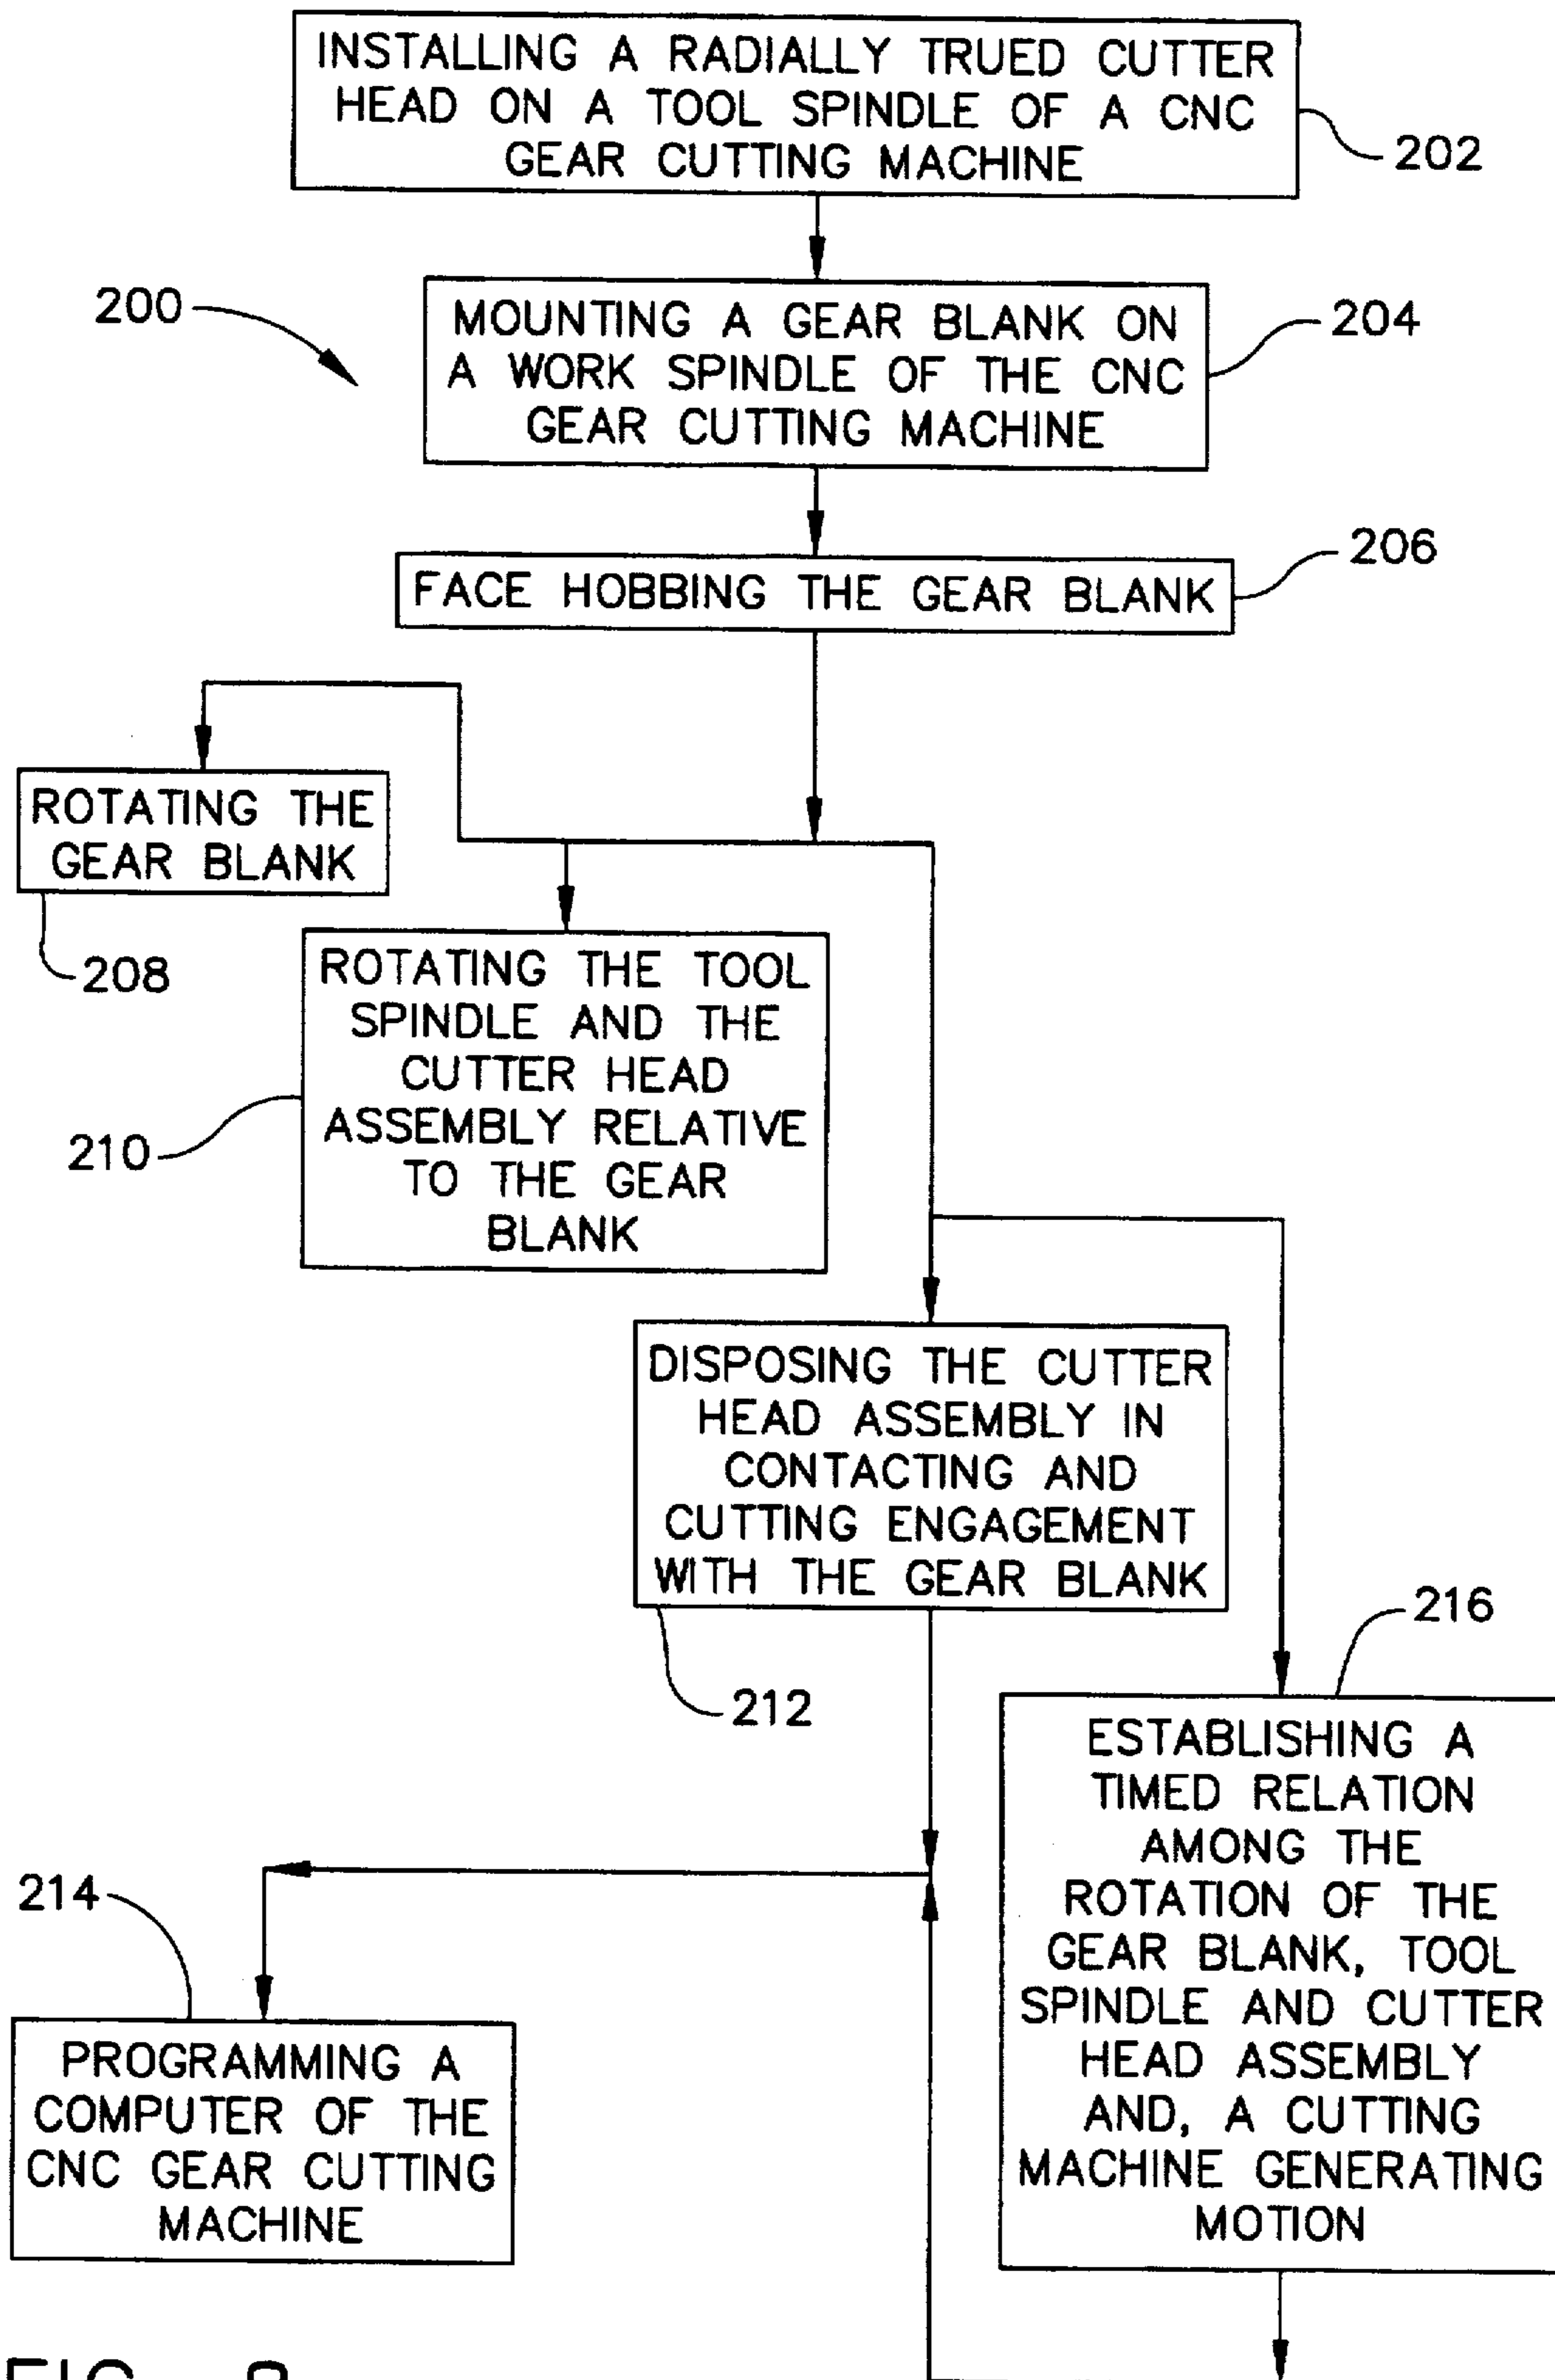 INSTALLING A RADIALLY TRUED CUTTER
HEAD ON A TOOL SPINDLE OF A CNC
GEAR CUTTING MACHINE
202
200
MOUNTING A GEAR BLANK ON
A WORK SPINDLE OF THE CNC
GEAR CUTTING MACHINE
204
206
FACE HOBBING THE GEAR BLANK
ROTATING THE
GEAR BLANK
208
ROTATING THE TOOL
SPINDLE AND THE
CUTTER HEAD
ASSEMBLY RELATIVE
TO THE GEAR
BLANK
210
DISPOSING THE CUTTER
HEAD ASSEMBLY IN
CONTACTING AND
CUTTING ENGAGEMENT
WITH THE GEAR BLANK
212
216
ESTABLISHING A
TIMED RELATION
AMONG THE
ROTATION OF THE
GEAR BLANK, TOOL
SPINDLE AND CUTTER
HEAD ASSEMBLY
AND, A CUTTING
MACHINE GENERATING
MOTION
214
PROGRAMMING A
COMPUTER OF THE
CNC GEAR CUTTING
MACHINE